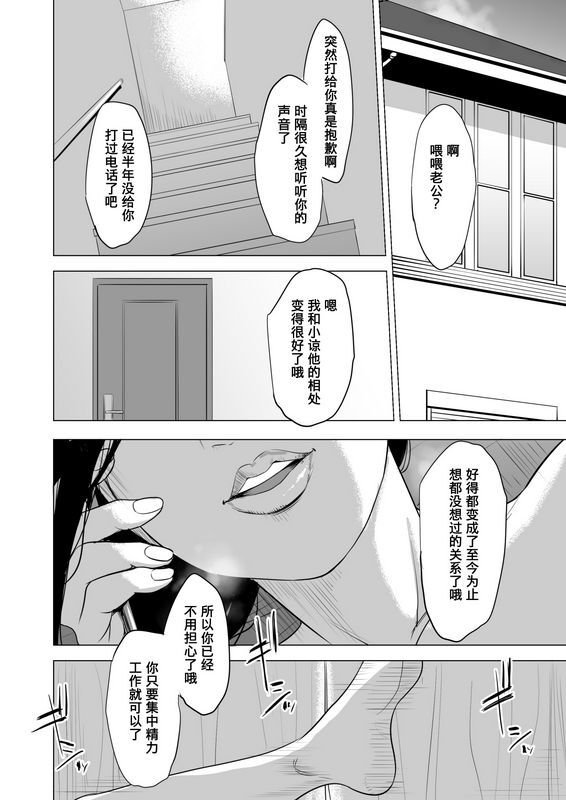 啊
喂喂老公？
突然打给你真是抱歉啊
时隔很久想听听你的
声音了
已经半年没给你
打过电话了吧
嗯
我和小谅他的相处
变得很好了哦
好得都变成了至今为止
想都没想过的关系了哦
所以你已经
不用担心了哦
你只要集中精力
工作就可以了